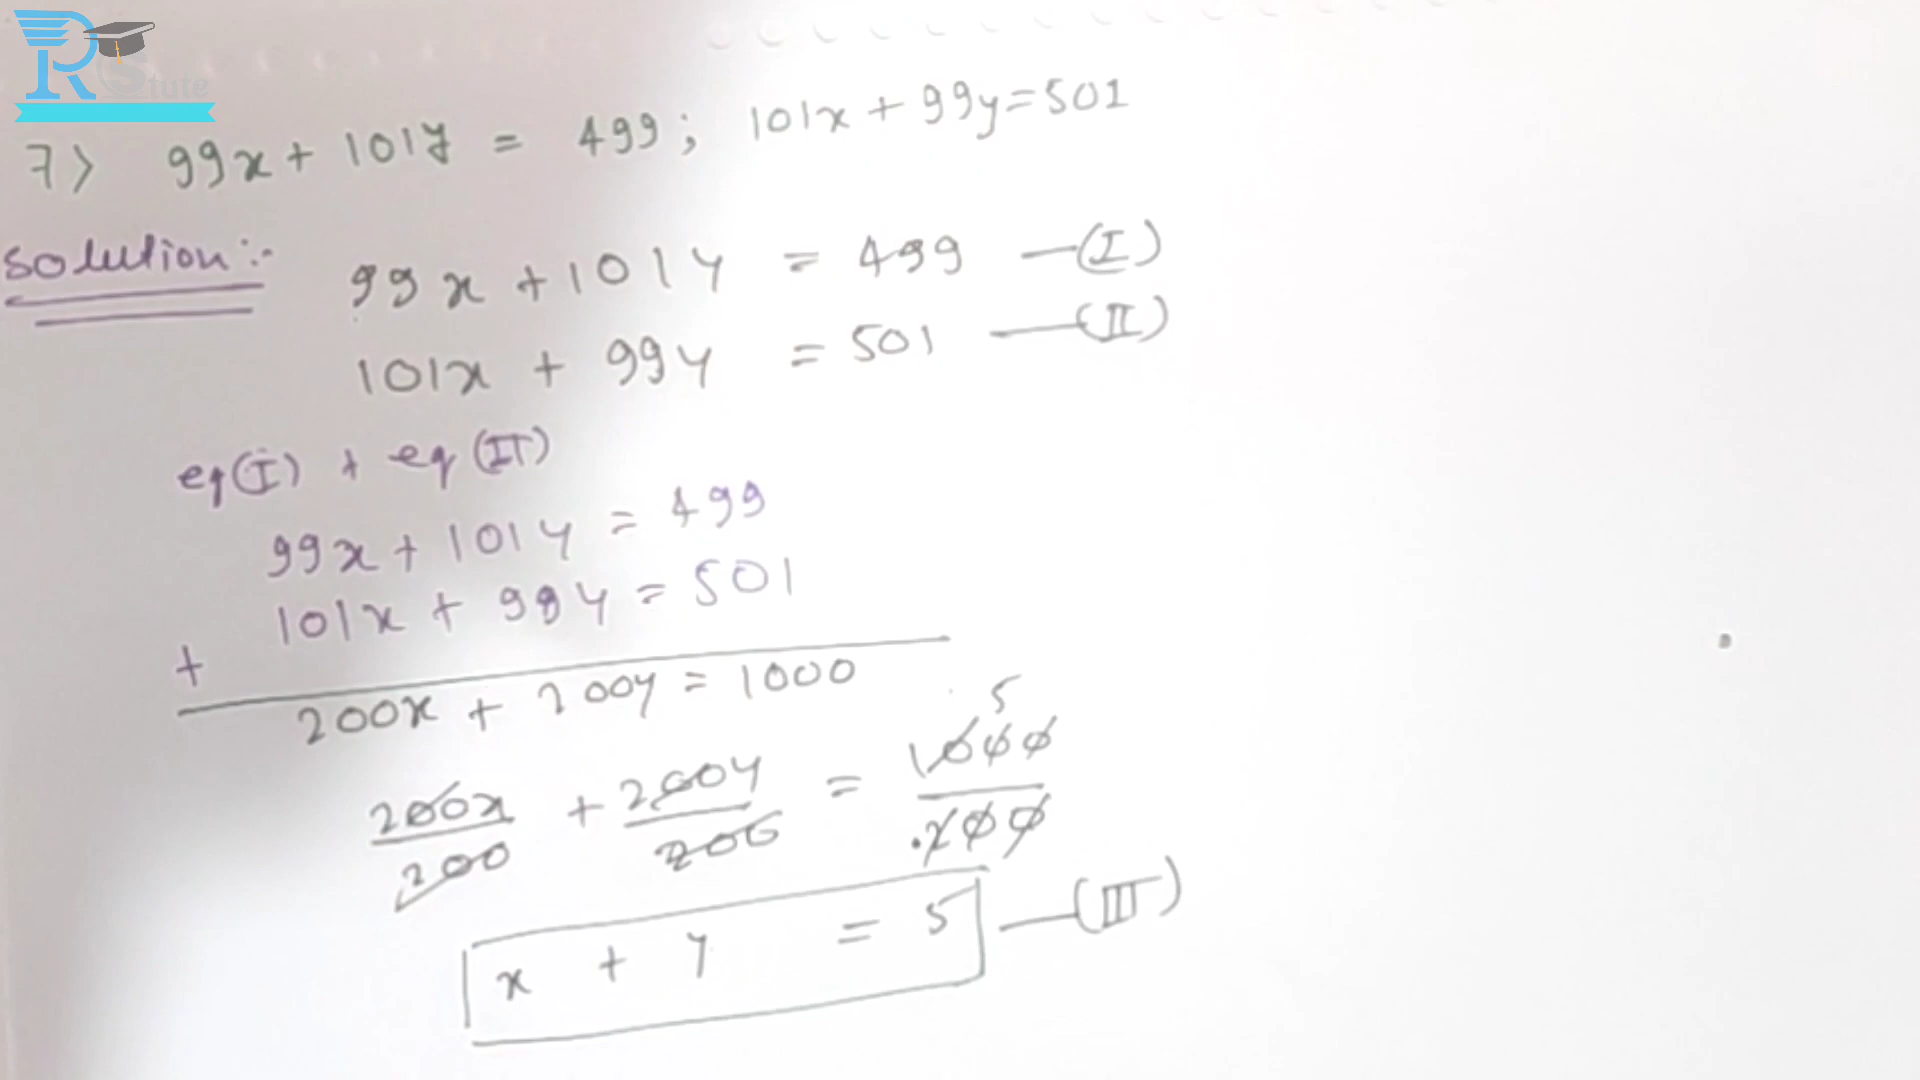 RStute
7> 99x + 101y = 499; 101x + 99y = 501
Solution:-
99x + 101y = 499 —(I)
101x + 99y = 501 —(II)
eq(I) + eq(II)
99x + 101y = 499
101x + 99y = 501
+
200x + 200y = 1000
200x/200 + 200y/200 = 1000/200 5
x + y = 5 —(III)